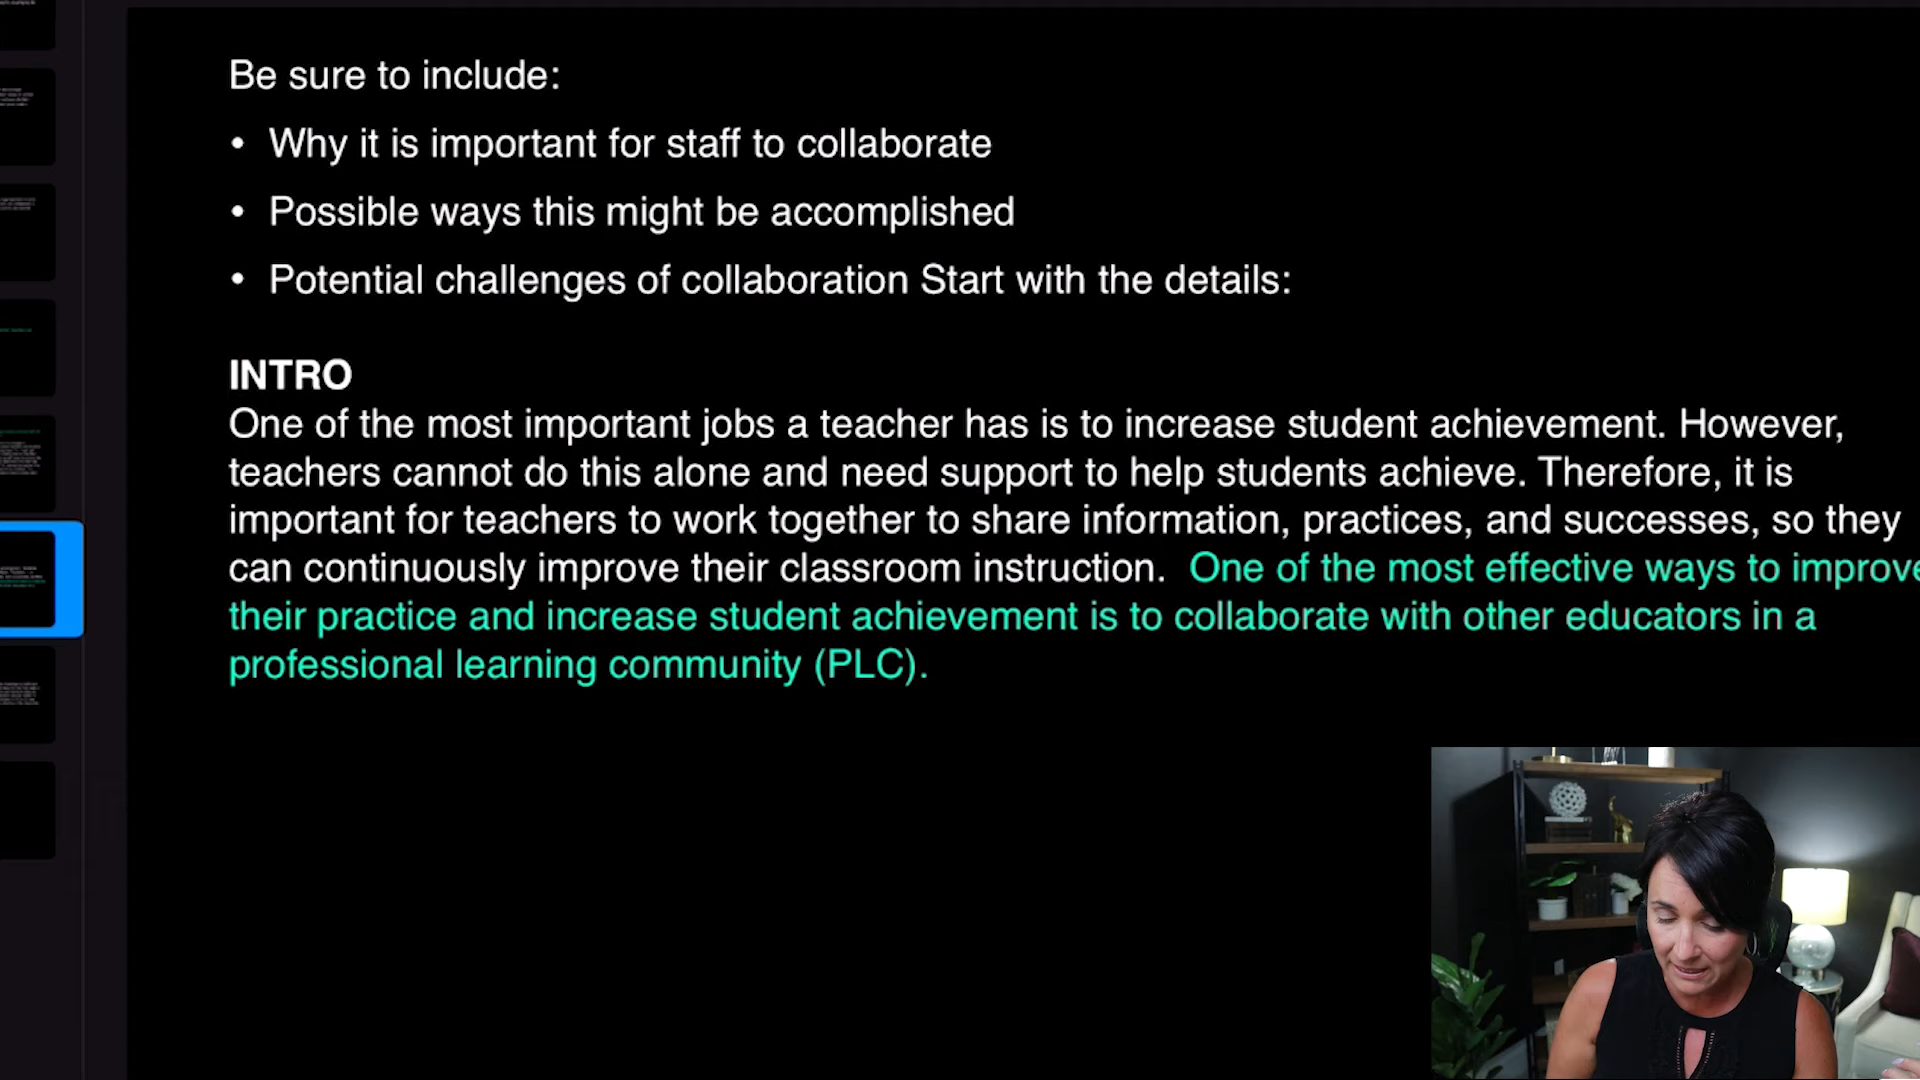 Be sure to include:
• Why it is important for staff to collaborate
• Possible ways this might be accomplished
• Potential challenges of collaboration Start with the details:
INTRO
One of the most important jobs a teacher has is to increase student achievement. However,
teachers cannot do this alone and need support to help students achieve. Therefore, it is
important for teachers to work together to share information, practices, and successes, so they
can continuously improve their classroom instruction. One of the most effective ways to improve
their practice and increase student achievement is to collaborate with other educators in a
professional learning community (PLC).